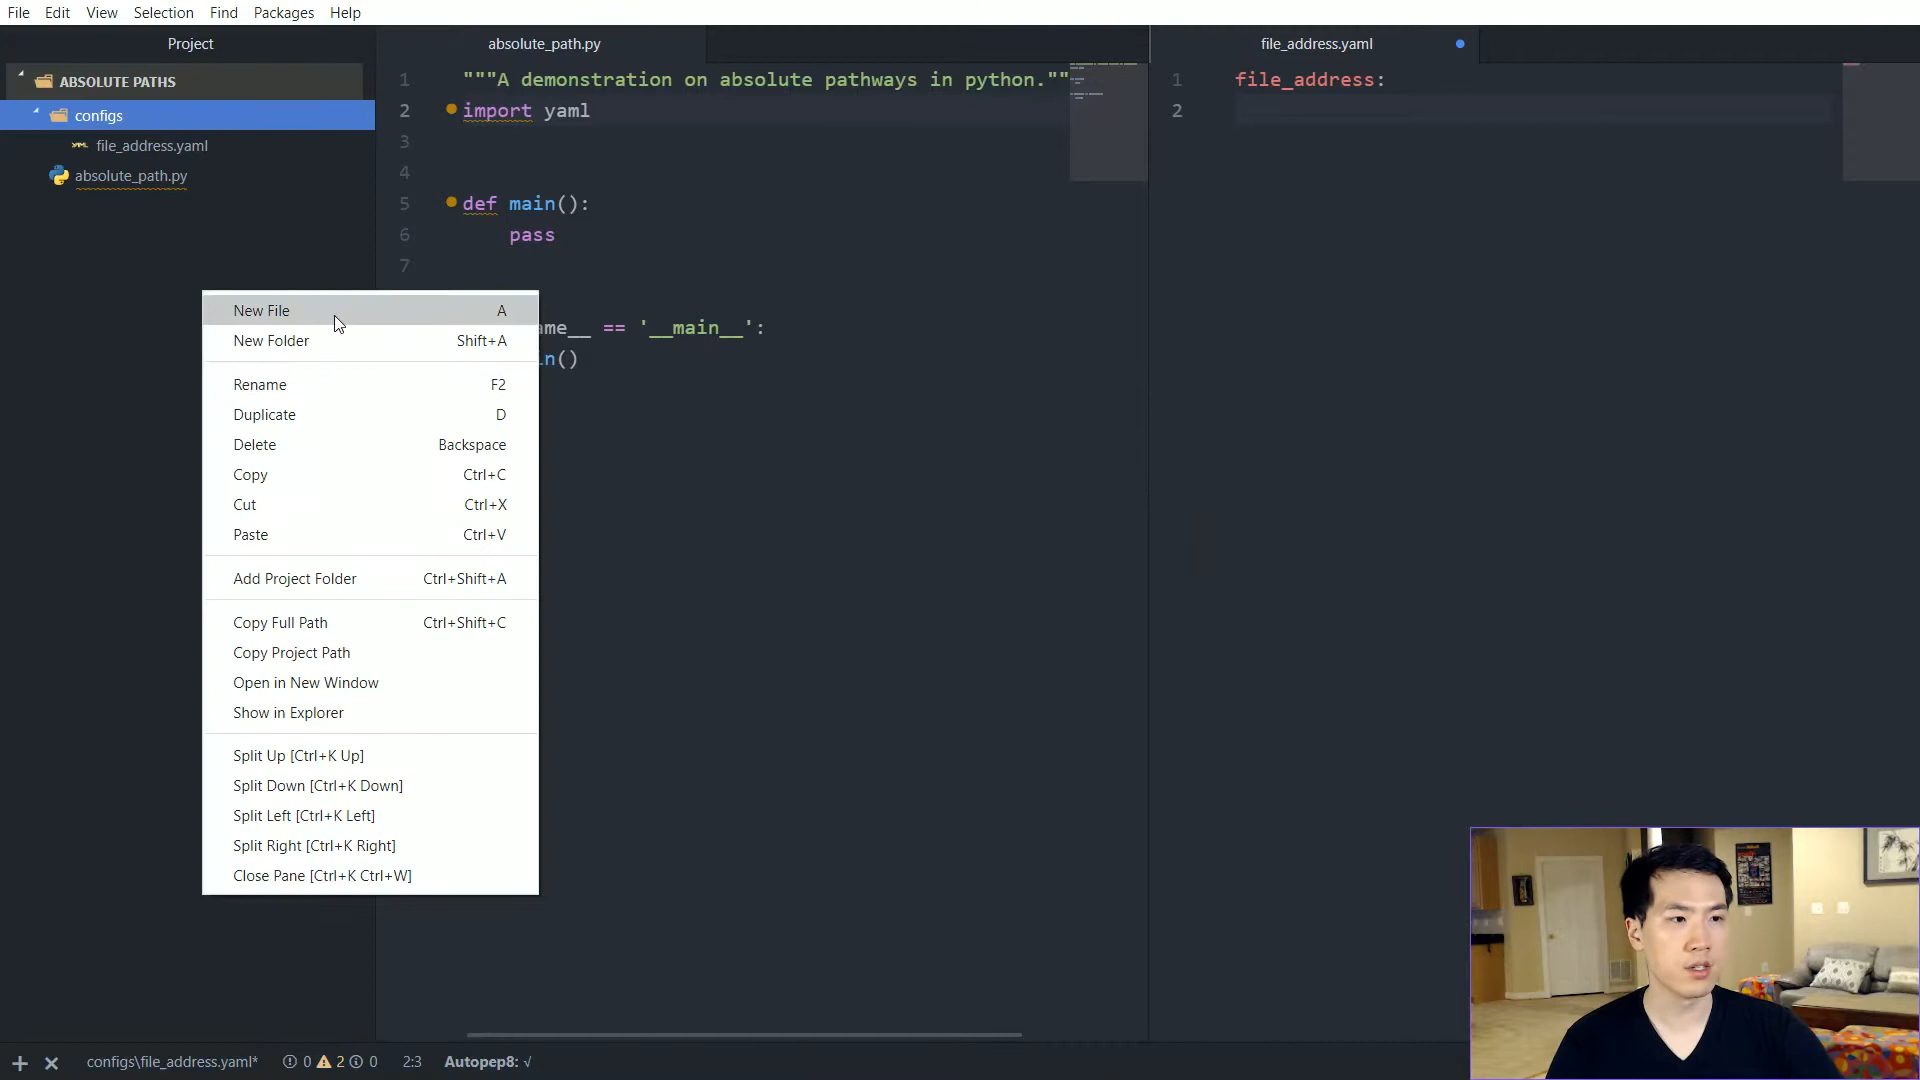 File Edit View Selection Find Packages Help
Project
absolute_path.py
file_address.yaml
ABSOLUTE PATHS
configs
file_address.yaml
absolute_path.py
1 """A demonstration on absolute pathways in python.""
2 import yaml
3
4
5 def main():
6 pass
7
ame__ == '__main__':
in()
1 file_address:
2
New File A
New Folder Shift+A
Rename F2
Duplicate D
Delete Backspace
Copy Ctrl+C
Cut Ctrl+X
Paste Ctrl+V
Add Project Folder Ctrl+Shift+A
Copy Full Path Ctrl+Shift+C
Copy Project Path
Open in New Window
Show in Explorer
Split Up [Ctrl+K Up]
Split Down [Ctrl+K Down]
Split Left [Ctrl+K Left]
Split Right [Ctrl+K Right]
Close Pane [Ctrl+K Ctrl+W]
configs\file_address.yaml* 0 2 0 2:3 Autopep8: √